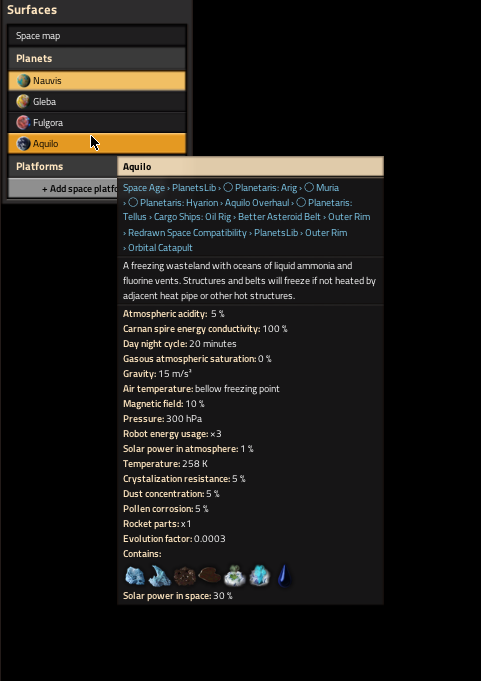 Surfaces
Space map
Planets
Nauvis
Gleba
Fulgora
Aquilo
Platforms
+ Add space platfo
Aquilo
Space Age › PlanetsLib › Planetaris: Arig › Muria
› Planetaris: Hyarion › Aquilo Overhaul › Planetaris:
Tellus › Cargo Ships: Oil Rig › Better Asteroid Belt › Outer Rim
› Redrawn Space Compatibility › PlanetsLib › Outer Rim
› Orbital Catapult
A freezing wasteland with oceans of liquid ammonia and
fluorine vents. Structures and belts will freeze if not heated by
adjacent heat pipe or other hot structures.
Atmospheric acidity: 5 %
Carnan spire energy conductivity: 100 %
Day night cycle: 20 minutes
Gasous atmospheric saturation: 0 %
Gravity: 15 m/s²
Air temperature: bellow freezing point
Magnetic field: 10 %
Pressure: 300 hPa
Robot energy usage: ×3
Solar power in atmosphere: 1 %
Temperature: 258 K
Crystalization resistance: 5 %
Dust concentration: 5 %
Pollen corrosion: 5 %
Rocket parts: x1
Evolution factor: 0.0003
Contains:
Solar power in space: 30 %